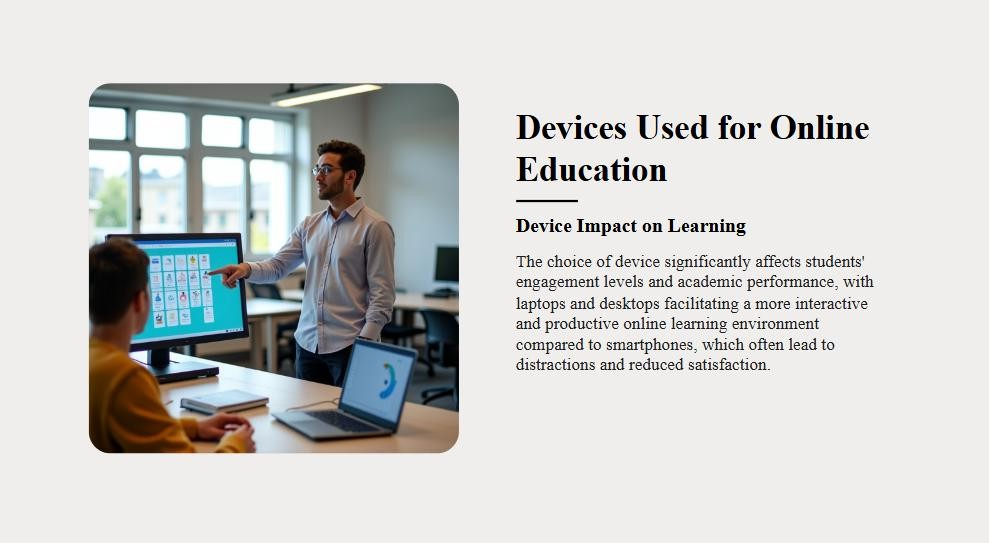 Devices Used for Online
Education
Device Impact on Learning
The choice of device significantly affects students'
engagement levels and academic performance, with
laptops and desktops facilitating a more interactive
and productive online learning environment
compared to smartphones, which often lead to
distractions and reduced satisfaction.